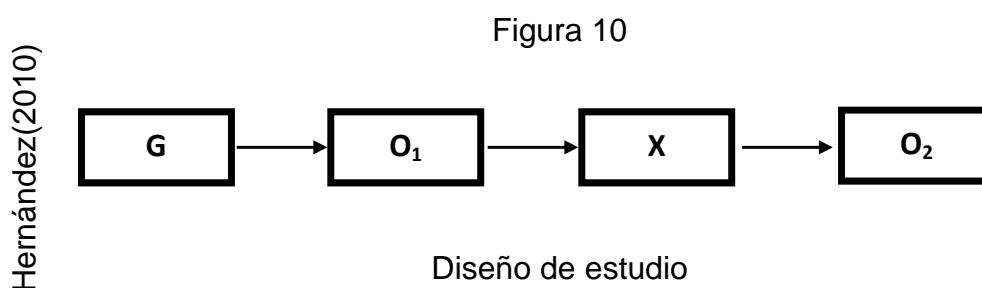 Figura 10
Hernández(2010)
G O₁ X O₂
Diseño de estudio